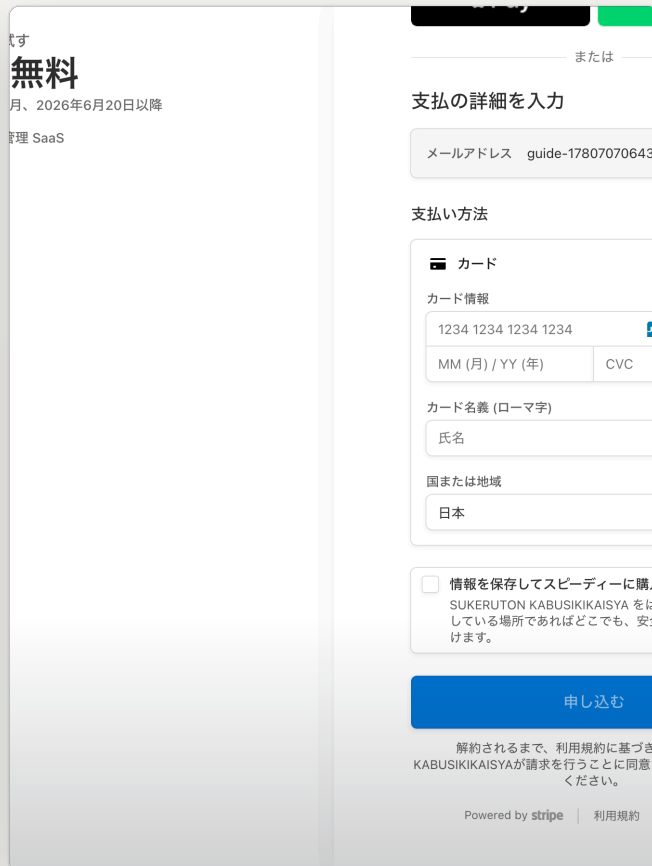 試す
無料
月、2026年6月20日以降
管理 SaaS
Pay
または
支払の詳細を入力
メールアドレス guide-17807070643
支払い方法
カード
カード情報
1234 1234 1234 1234
MM (月) / YY (年)
CVC
カード名義 (ローマ字)
氏名
国または地域
日本
情報を保存してスピーディーに購入
SUKERUTON KABUSIKIKAISYA をは
している場所であればどこでも、安全
けます。
申し込む
解約されるまで、利用規約に基づき
KABUSIKIKAISYAが請求を行うことに同意
ください。
Powered by stripe
利用規約